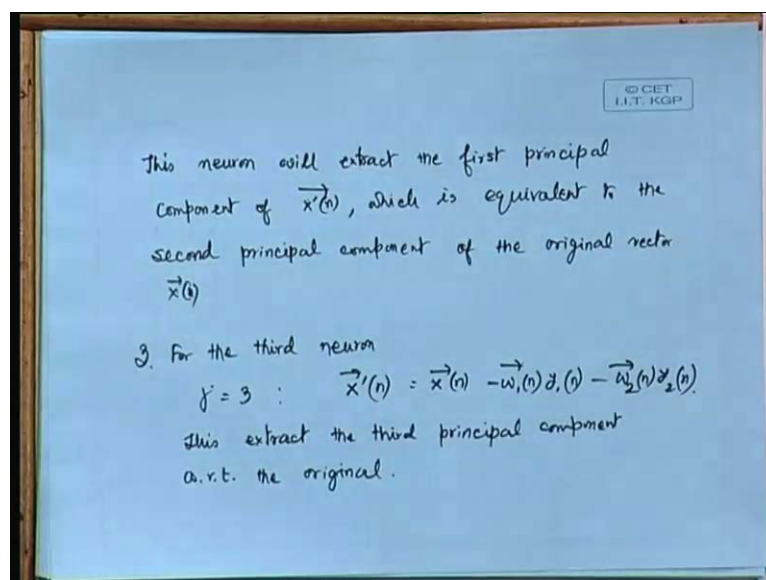 © CET
I.I.T. KGP
This neuron will extract the first principal
component of x⃗'(n), which is equivalent to the
second principal component of the original vector
x⃗(n)
3. For the third neuron
j = 3 : x⃗'(n) = x⃗(n) - w⃗₁(n) y₁(n) - w⃗₂(n) y₂(n).
This extract the third principal component
w.r.t. the original.